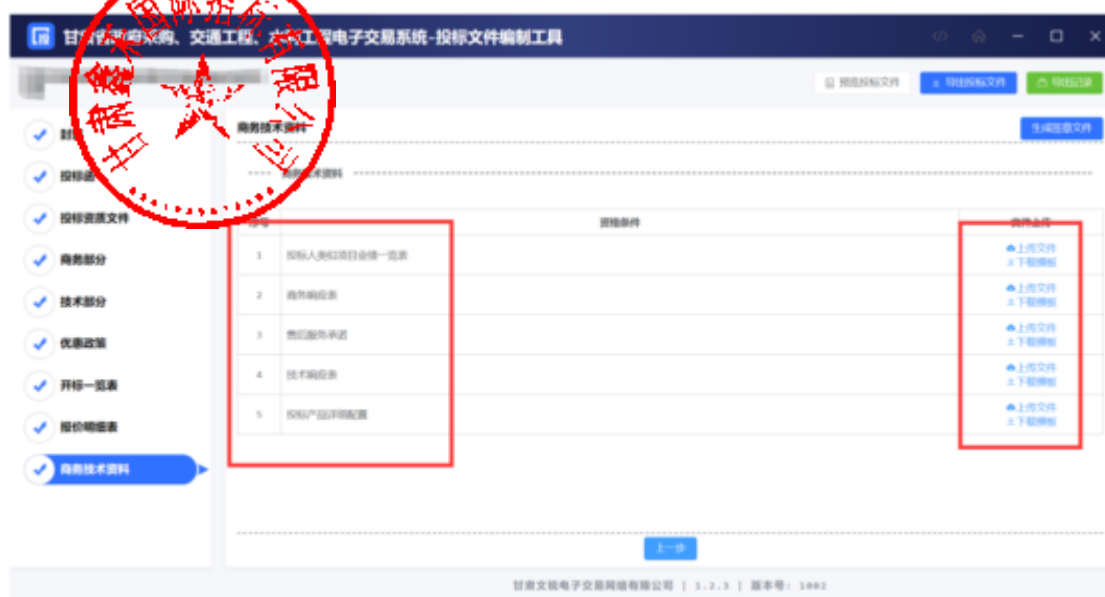 甘肃省政府采购、交通工程、水利工程电子交易系统-投标文件编制工具
预览投标文件
导出投标文件
导出记录
商务技术资料
生成签章文件
商务技术资料
投标函
投标资质文件
商务部分
技术部分
优惠政策
开标一览表
报价明细表
商务技术资料
序号 资格条件 文件上传
1 投标人类似项目业绩一览表 上传文件
下载模板
2 商务响应表 上传文件
下载模板
3 售后服务承诺 上传文件
下载模板
4 技术响应表 上传文件
下载模板
5 投标产品详细配置 上传文件
下载模板
上一步
甘肃文锐电子交易网络有限公司 | 1.2.3 | 版本号: 1002